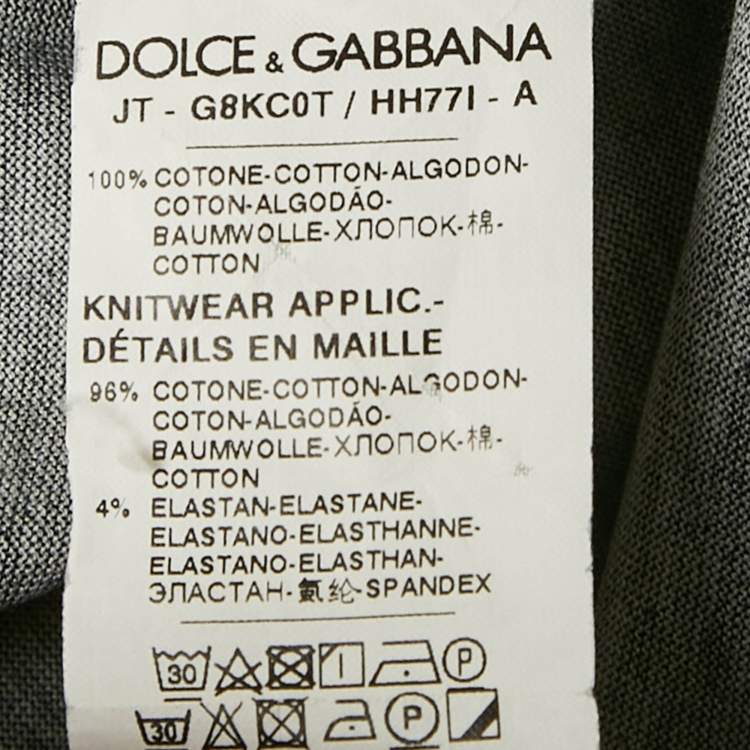 DOLCE & GABBANA
JT - G8KC0T / HH77I - A
100% COTONE-COTTON-ALGODON-
COTON-ALGODÃO-
BAUMWOLLE-ХЛОПОК-棉-
COTTON
KNITWEAR APPLIC.-
DÉTAILS EN MAILLE
96% COTONE-COTTON-ALGODON-
COTON-ALGODÃO-
BAUMWOLLE-ХЛОПОК-棉-
COTTON
4% ELASTAN-ELASTANE-
ELASTANO-ELASTHANNE-
ELASTANO-ELASTHAN-
ЭЛАСТАН-氨纶-SPANDEX
30 P
30 P